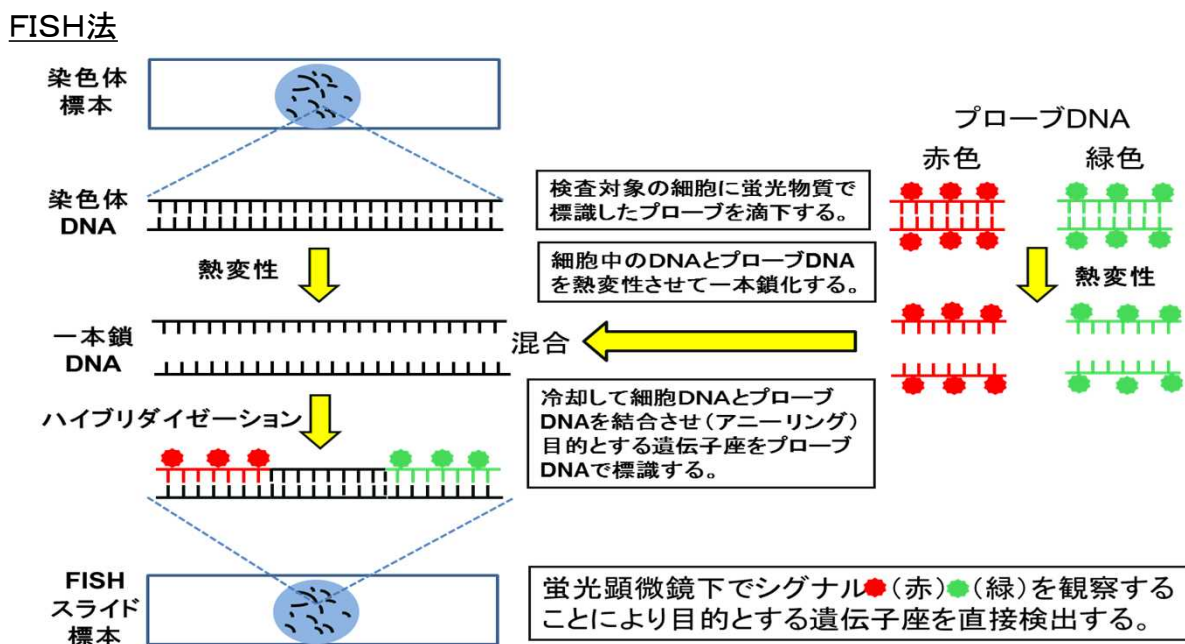 FISH法
染色体
標本
プローブDNA
赤色
緑色
染色体
DNA
検査対象の細胞に蛍光物質で
標識したプローブを滴下する。
熱変性
細胞中のDNAとプローブDNA
を熱変性させて一本鎖化する。
熱変性
一本鎖
DNA
混合
ハイブリダイゼーション
冷却して細胞DNAとプローブ
DNAを結合させ(アニーリング)
目的とする遺伝子座をプローブ
DNAで標識する。
FISH
スライド
標本
蛍光顕微鏡下でシグナル(赤)(緑)を観察する
ことにより目的とする遺伝子座を直接検出する。